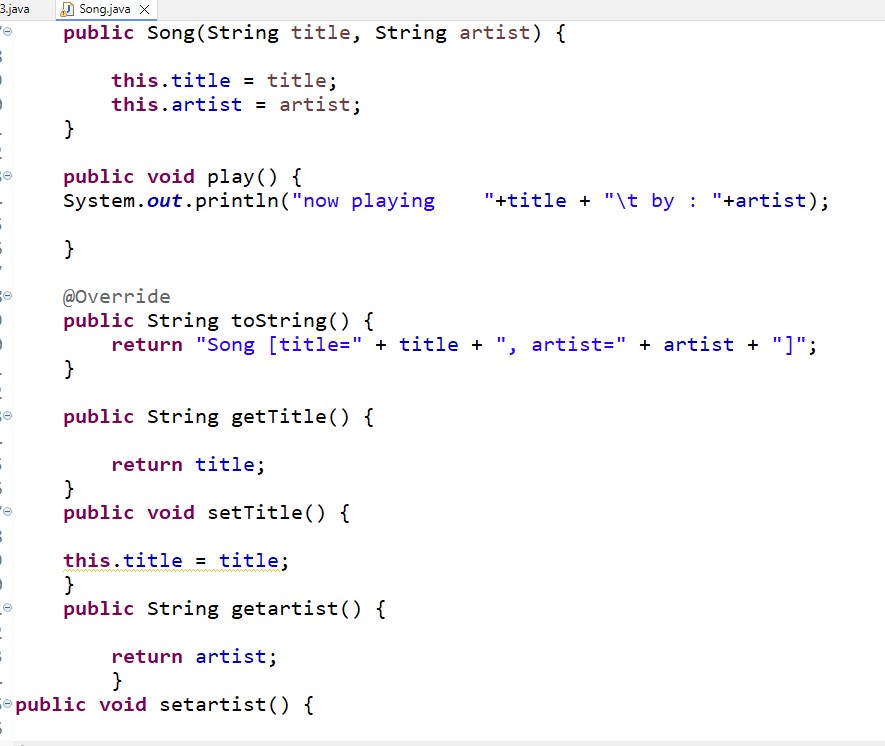 3.java Song.java
public Song(String title, String artist) {
this.title = title;
this.artist = artist;
}
public void play() {
System.out.println("now playing    "+title + "\t by : "+artist);
}
@Override
public String toString() {
return "Song [title=" + title + ", artist=" + artist + "]";
}
public String getTitle() {
return title;
}
public void setTitle() {
this.title = title;
}
public String getartist() {
return artist;
}
public void setartist() {